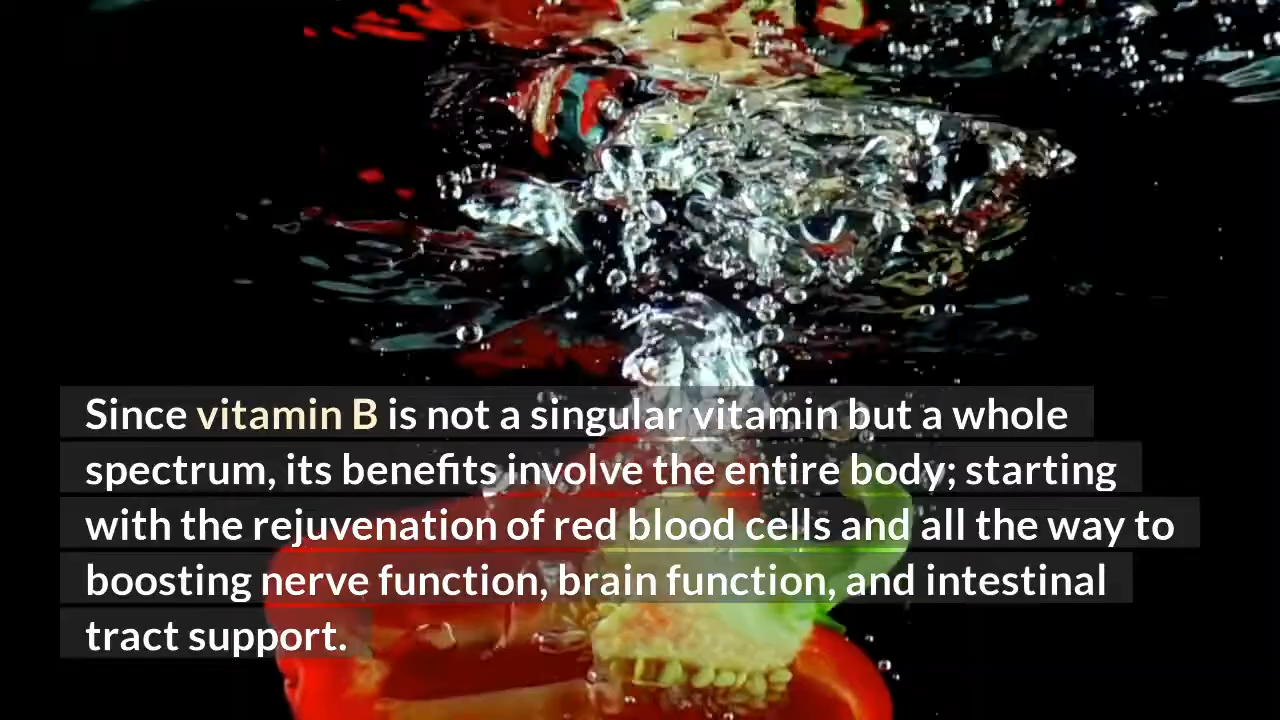 Since vitamin B is not a singular vitamin but a whole
spectrum, its benefits involve the entire body; starting
with the rejuvenation of red blood cells and all the way to
boosting nerve function, brain function, and intestinal
tract support.